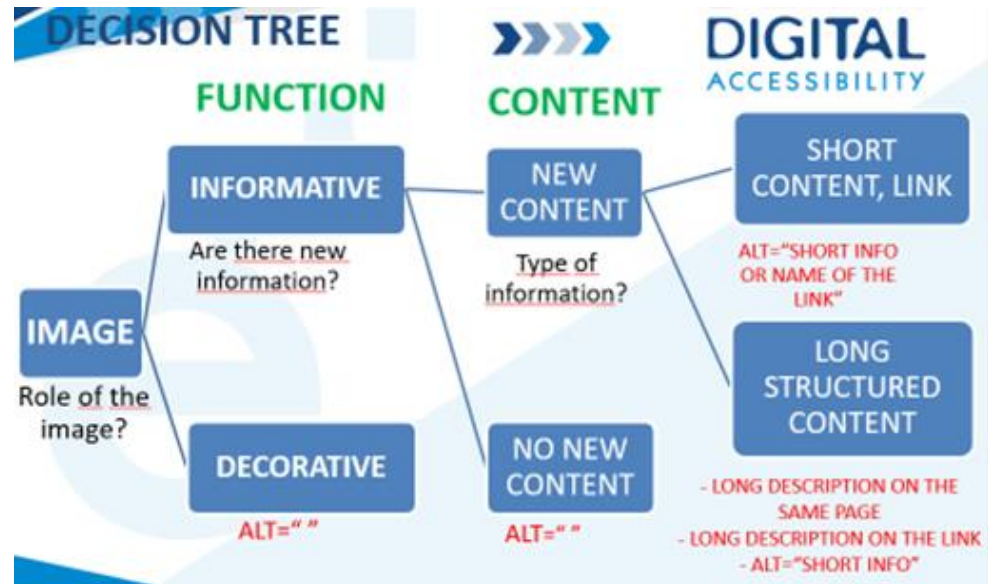 DECISION TREE
DIGITAL
ACCESSIBILITY
FUNCTION
CONTENT
IMAGE
Role of the
image?
INFORMATIVE
Are there new
information?
DECORATIVE
ALT=“ ”
NEW
CONTENT
Type of
information?
NO NEW
CONTENT
ALT=“ ”
SHORT
CONTENT, LINK
ALT=“SHORT INFO
OR NAME OF THE
LINK”
LONG
STRUCTURED
CONTENT
- LONG DESCRIPTION ON THE
SAME PAGE
- LONG DESCRIPTION ON THE LINK
- ALT=“SHORT INFO”